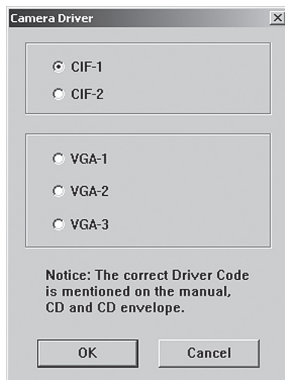 Camera Driver
CIF-1
CIF-2
VGA-1
VGA-2
VGA-3
Notice: The correct Driver Code
is mentioned on the manual,
CD and CD envelope.
OK
Cancel